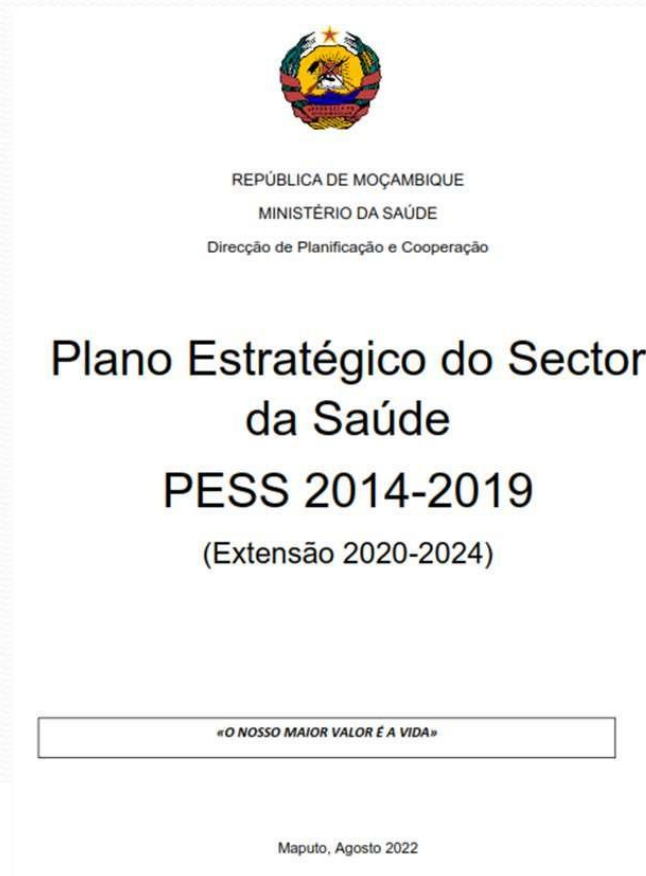 REPÚBLICA DE MOÇAMBIQUE
MINISTÉRIO DA SAÚDE
Direcção de Planificação e Cooperação
Plano Estratégico do Sector
da Saúde
PESS 2014-2019
(Extensão 2020-2024)
«O NOSSO MAIOR VALOR É A VIDA»
Maputo, Agosto 2022